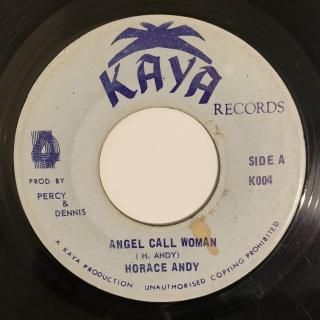 KAYA
RECORDS
SIDE A
K004
PROD BY
PERCY
&
DENNIS
ANGEL CALL WOMAN
( H. ANDY )
HORACE ANDY
A KAYA PRODUCTION UNAUTHORISED COPYING PROHIBITED